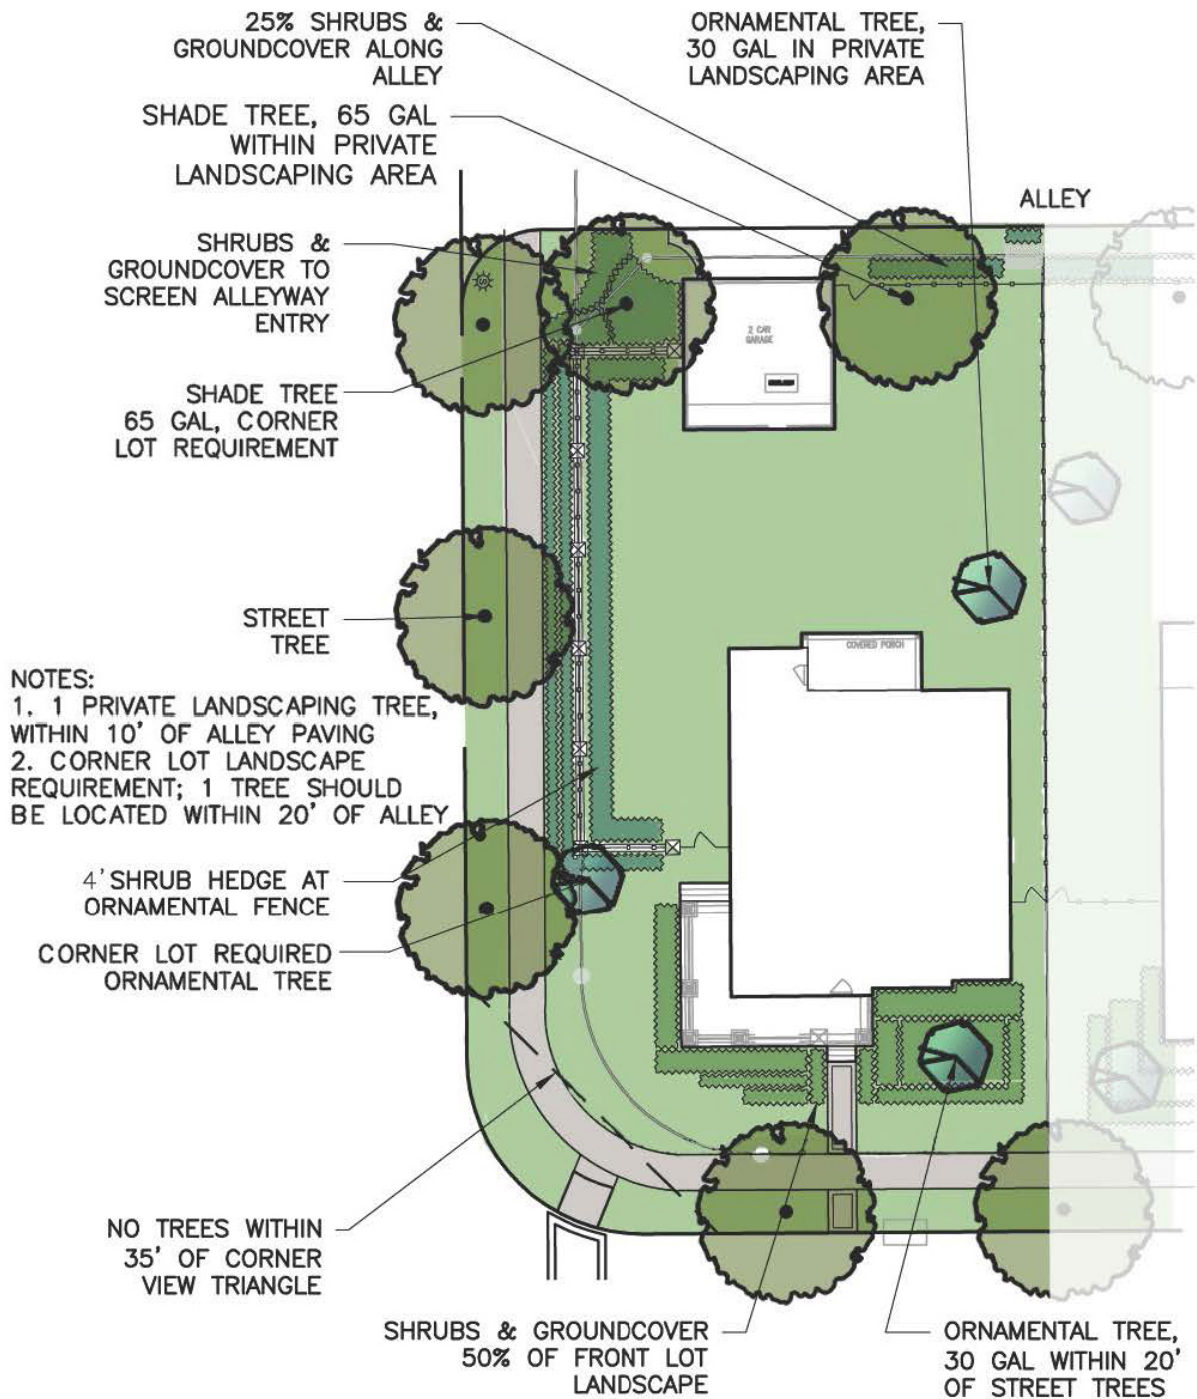 25% SHRUBS &
GROUNDCOVER ALONG
ALLEY
ORNAMENTAL TREE,
30 GAL IN PRIVATE
LANDSCAPING AREA
SHADE TREE, 65 GAL
WITHIN PRIVATE
LANDSCAPING AREA
ALLEY
SHRUBS &
GROUNDCOVER TO
SCREEN ALLEYWAY
ENTRY
2 CAR
GARAGE
SHADE TREE
65 GAL, CORNER
LOT REQUIREMENT
STREET
TREE
COVERED PORCH
NOTES:
1. 1 PRIVATE LANDSCAPING TREE,
WITHIN 10' OF ALLEY PAVING
2. CORNER LOT LANDSCAPE
REQUIREMENT; 1 TREE SHOULD
BE LOCATED WITHIN 20' OF ALLEY
4' SHRUB HEDGE AT
ORNAMENTAL FENCE
CORNER LOT REQUIRED
ORNAMENTAL TREE
NO TREES WITHIN
35' OF CORNER
VIEW TRIANGLE
SHRUBS & GROUNDCOVER
50% OF FRONT LOT
LANDSCAPE
ORNAMENTAL TREE,
30 GAL WITHIN 20'
OF STREET TREES